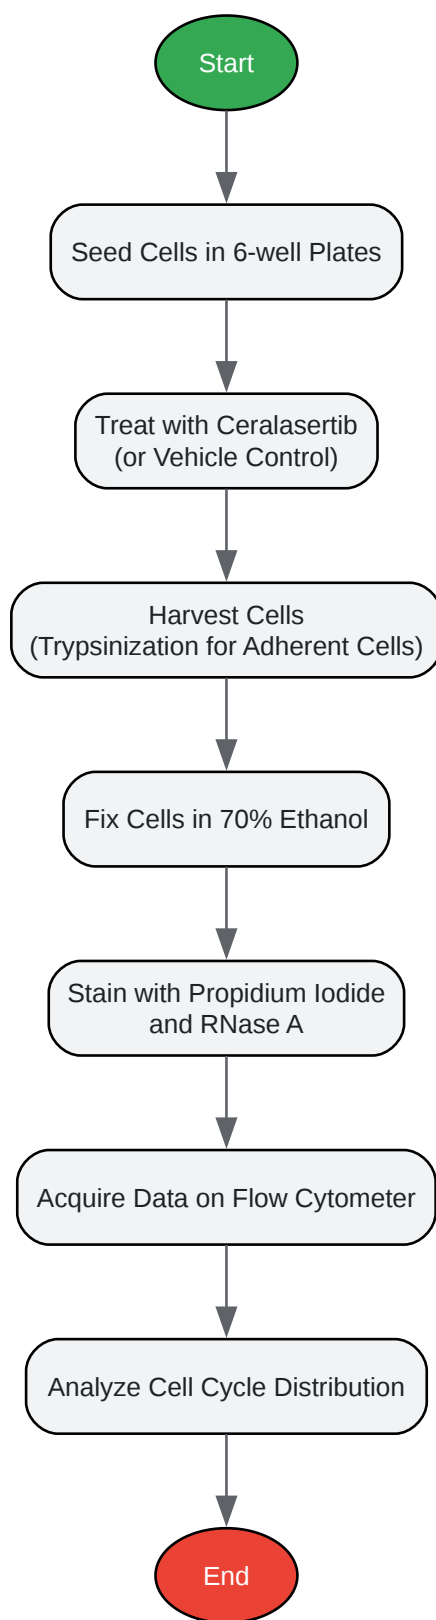 Start
Seed Cells in 6-well Plates
Treat with Ceralasertib
(or Vehicle Control)
Harvest Cells
(Trypsinization for Adherent Cells)
Fix Cells in 70% Ethanol
Stain with Propidium Iodide
and RNase A
Acquire Data on Flow Cytometer
Analyze Cell Cycle Distribution
End